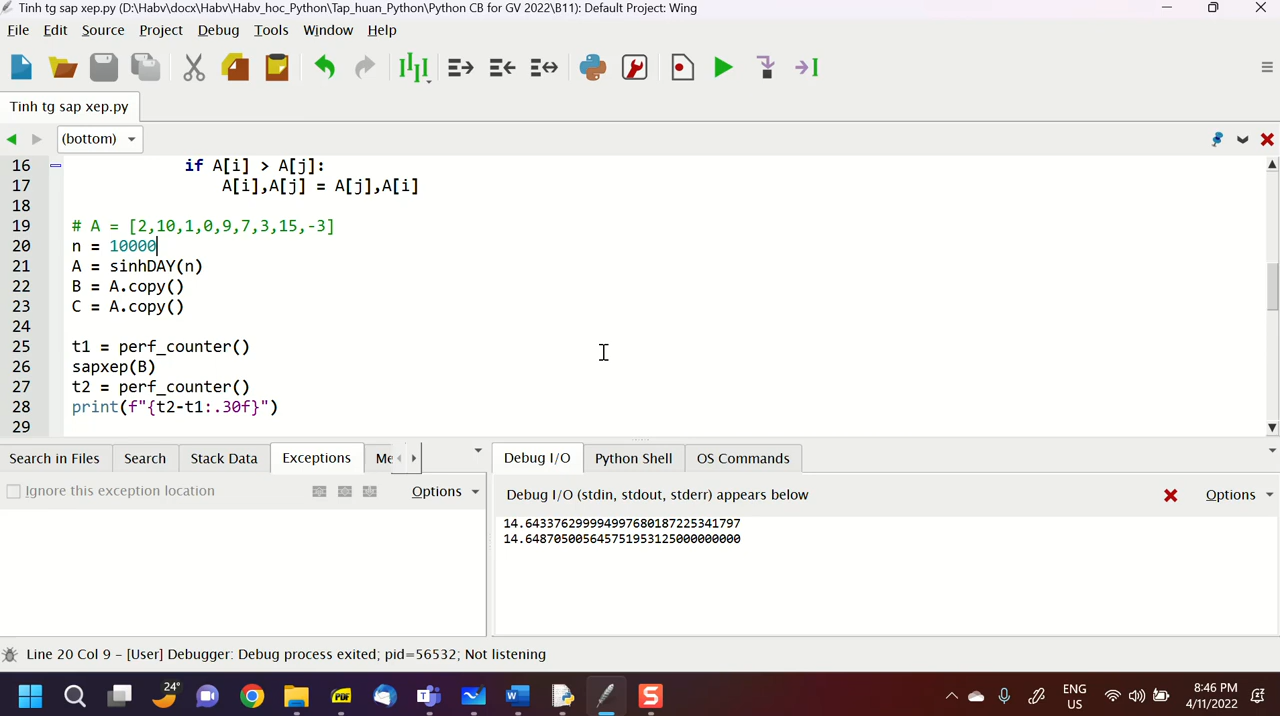 Tinh tg sap xep.py (D:\Habv\docx\Habv\Habv_hoc_Python\Tap_huan_Python\Python CB for GV 2022\B11): Default Project: Wing
File Edit Source Project Debug Tools Window Help
Tinh tg sap xep.py
(bottom)
16 if A[i] > A[j]:
17 A[i],A[j] = A[j],A[i]
18
19 # A = [2,10,1,0,9,7,3,15,-3]
20 n = 10000
21 A = sinhDAY(n)
22 B = A.copy()
23 C = A.copy()
24
25 t1 = perf_counter()
26 sapxep(B)
27 t2 = perf_counter()
28 print(f"{t2-t1:.30f}")
29
Search in Files Search Stack Data Exceptions Me Debug I/O Python Shell OS Commands
Ignore this exception location Options Debug I/O (stdin, stdout, stderr) appears below Options
14.643376299994997680187225341797
14.648705005645751953125000000000
Line 20 Col 9 – [User] Debugger: Debug process exited; pid=56532; Not listening
24°
PDF
W
S
ENG
US
8:46 PM
4/11/2022